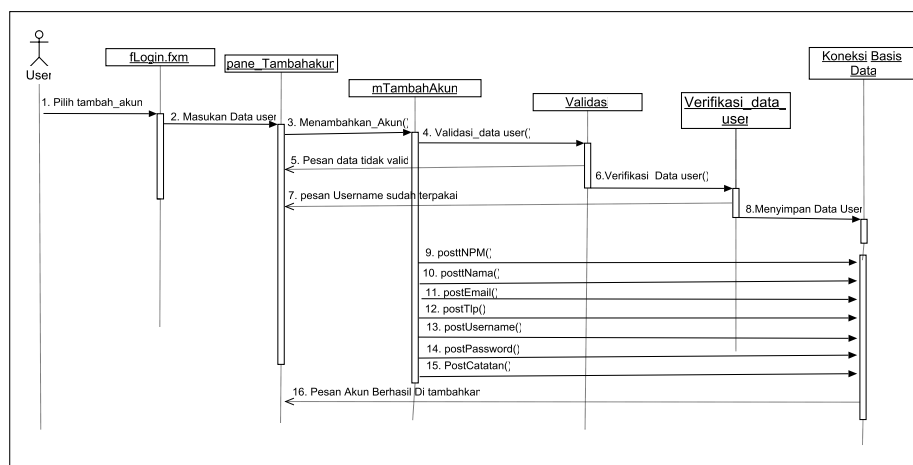 fLogin.fxm
pane_Tambahakun
mTambahAkun
Validas
Verifikasi_data_
user
Koneksi Basis
Data
User
1. Pilih tambah_akun
2. Masukan Data user
3. Menambahkan_Akun()
4. Validasi_data user()
5. Pesan data tidak valid
6.Verifikasi Data user()
7. pesan Username sudah terpakai
8.Menyimpan Data User
9. posttNPM()
10. posttNama()
11. postEmail()
12. postTlp()
13. postUsername()
14. postPassword()
15. PostCatatan()
16. Pesan Akun Berhasil Di tambahkan